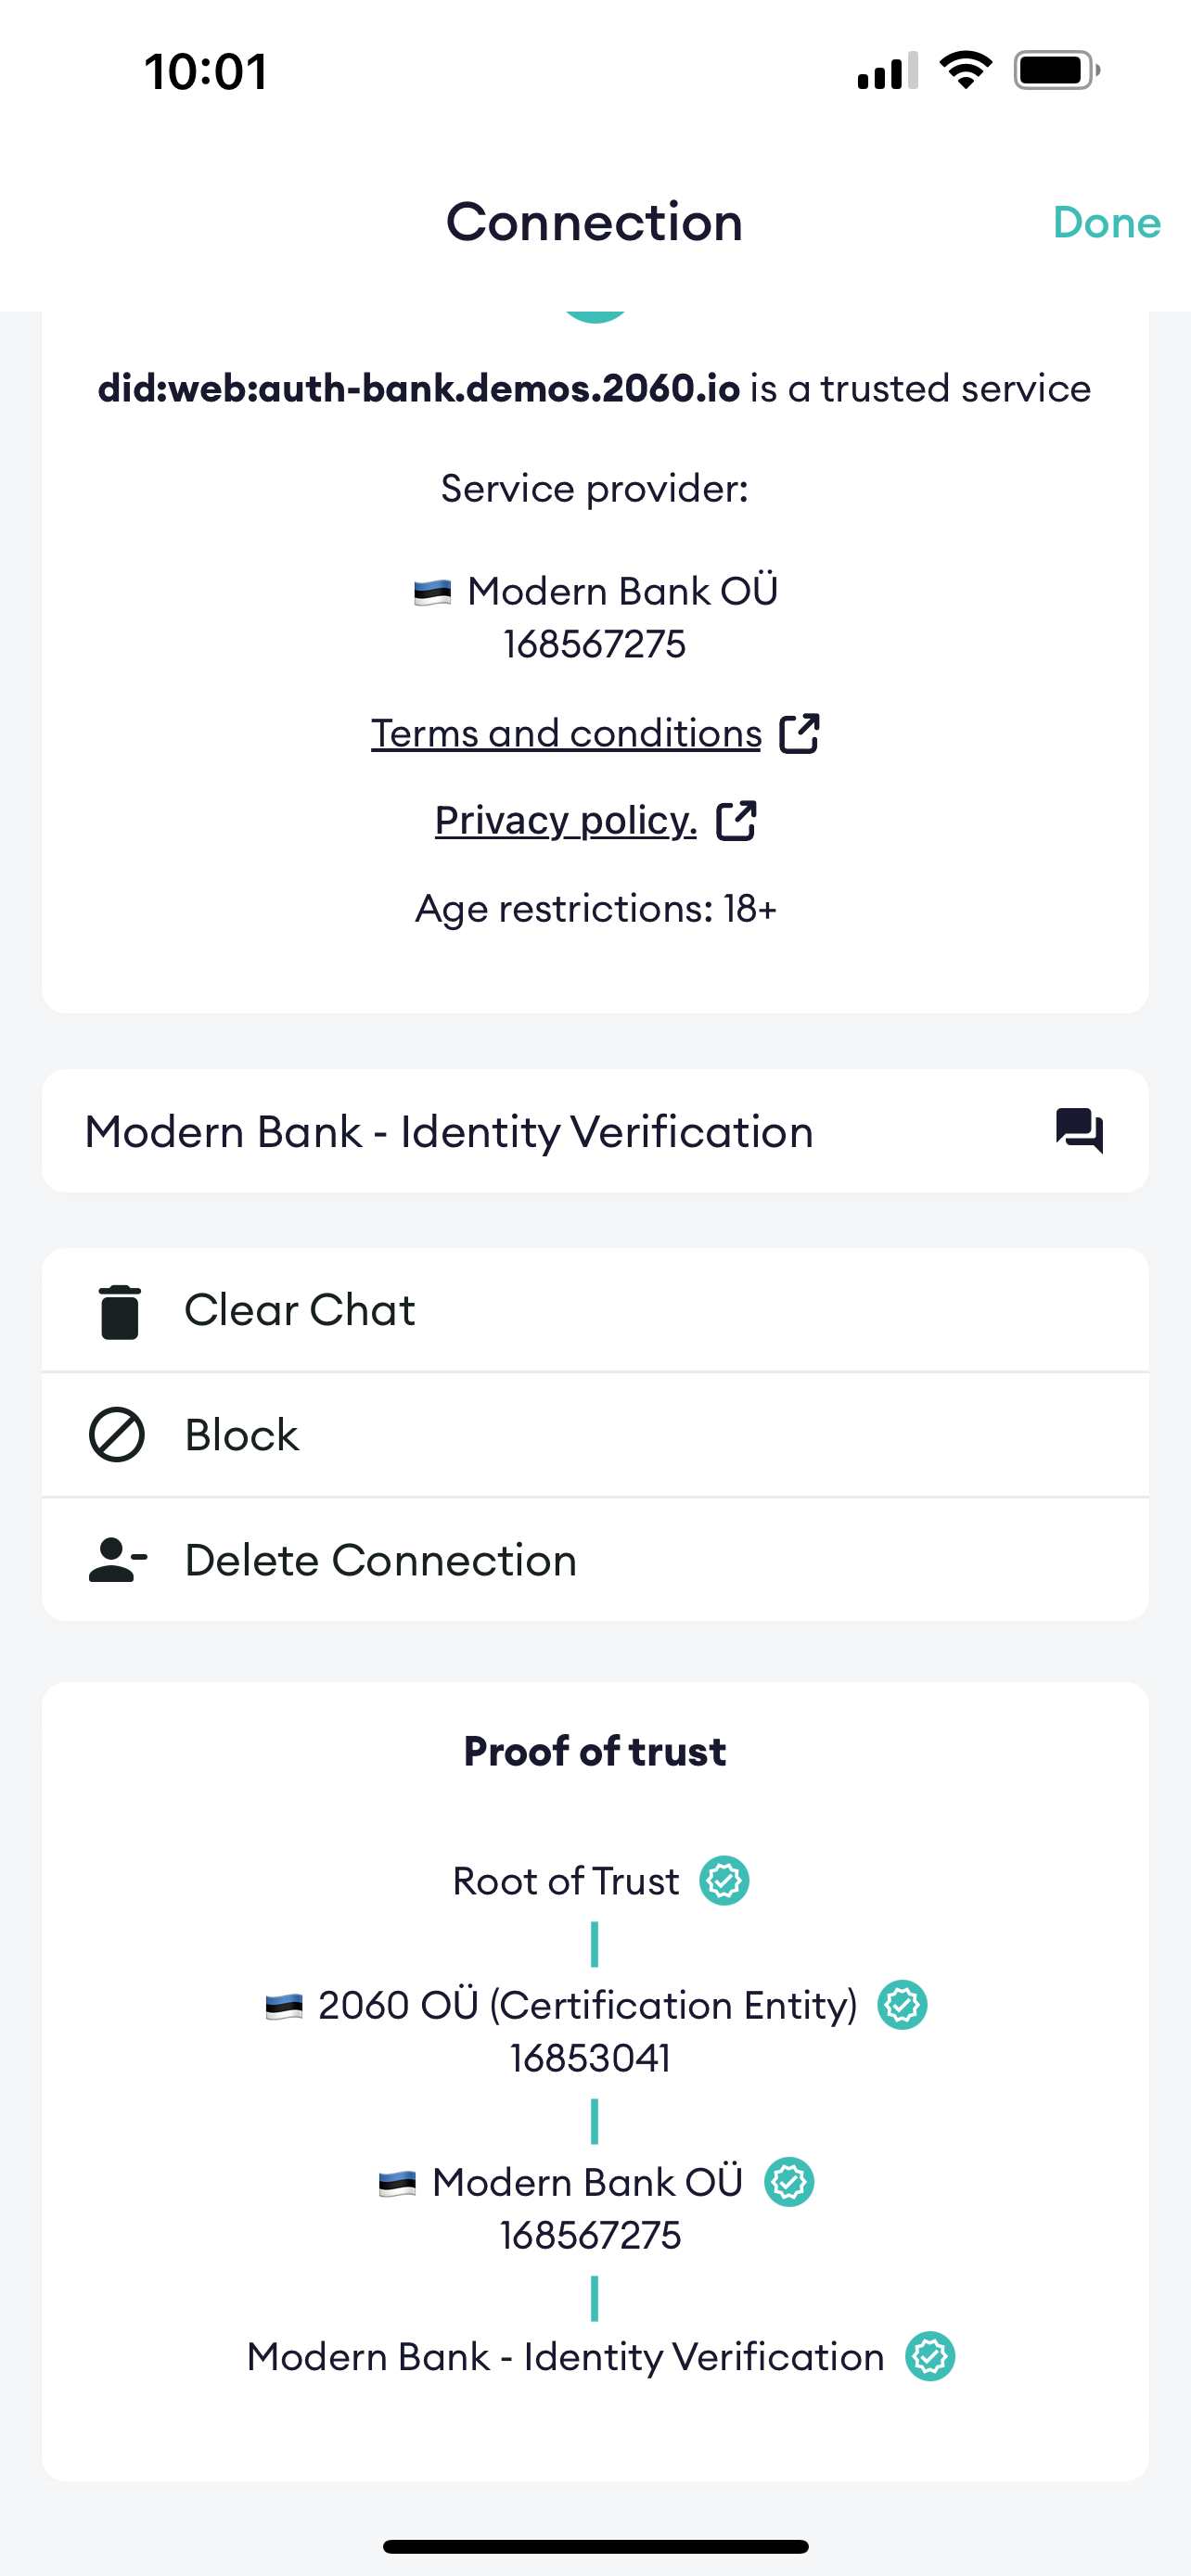 10:01
Connection
Done
did:web:auth-bank.demos.2060.io is a trusted service
Service provider:
🇪🇪 Modern Bank OÜ
168567275
Terms and conditions
Privacy policy.
Age restrictions: 18+
Modern Bank - Identity Verification
Clear Chat
Block
Delete Connection
Proof of trust
Root of Trust
🇪🇪 2060 OÜ (Certification Entity)
16853041
🇪🇪 Modern Bank OÜ
168567275
Modern Bank - Identity Verification